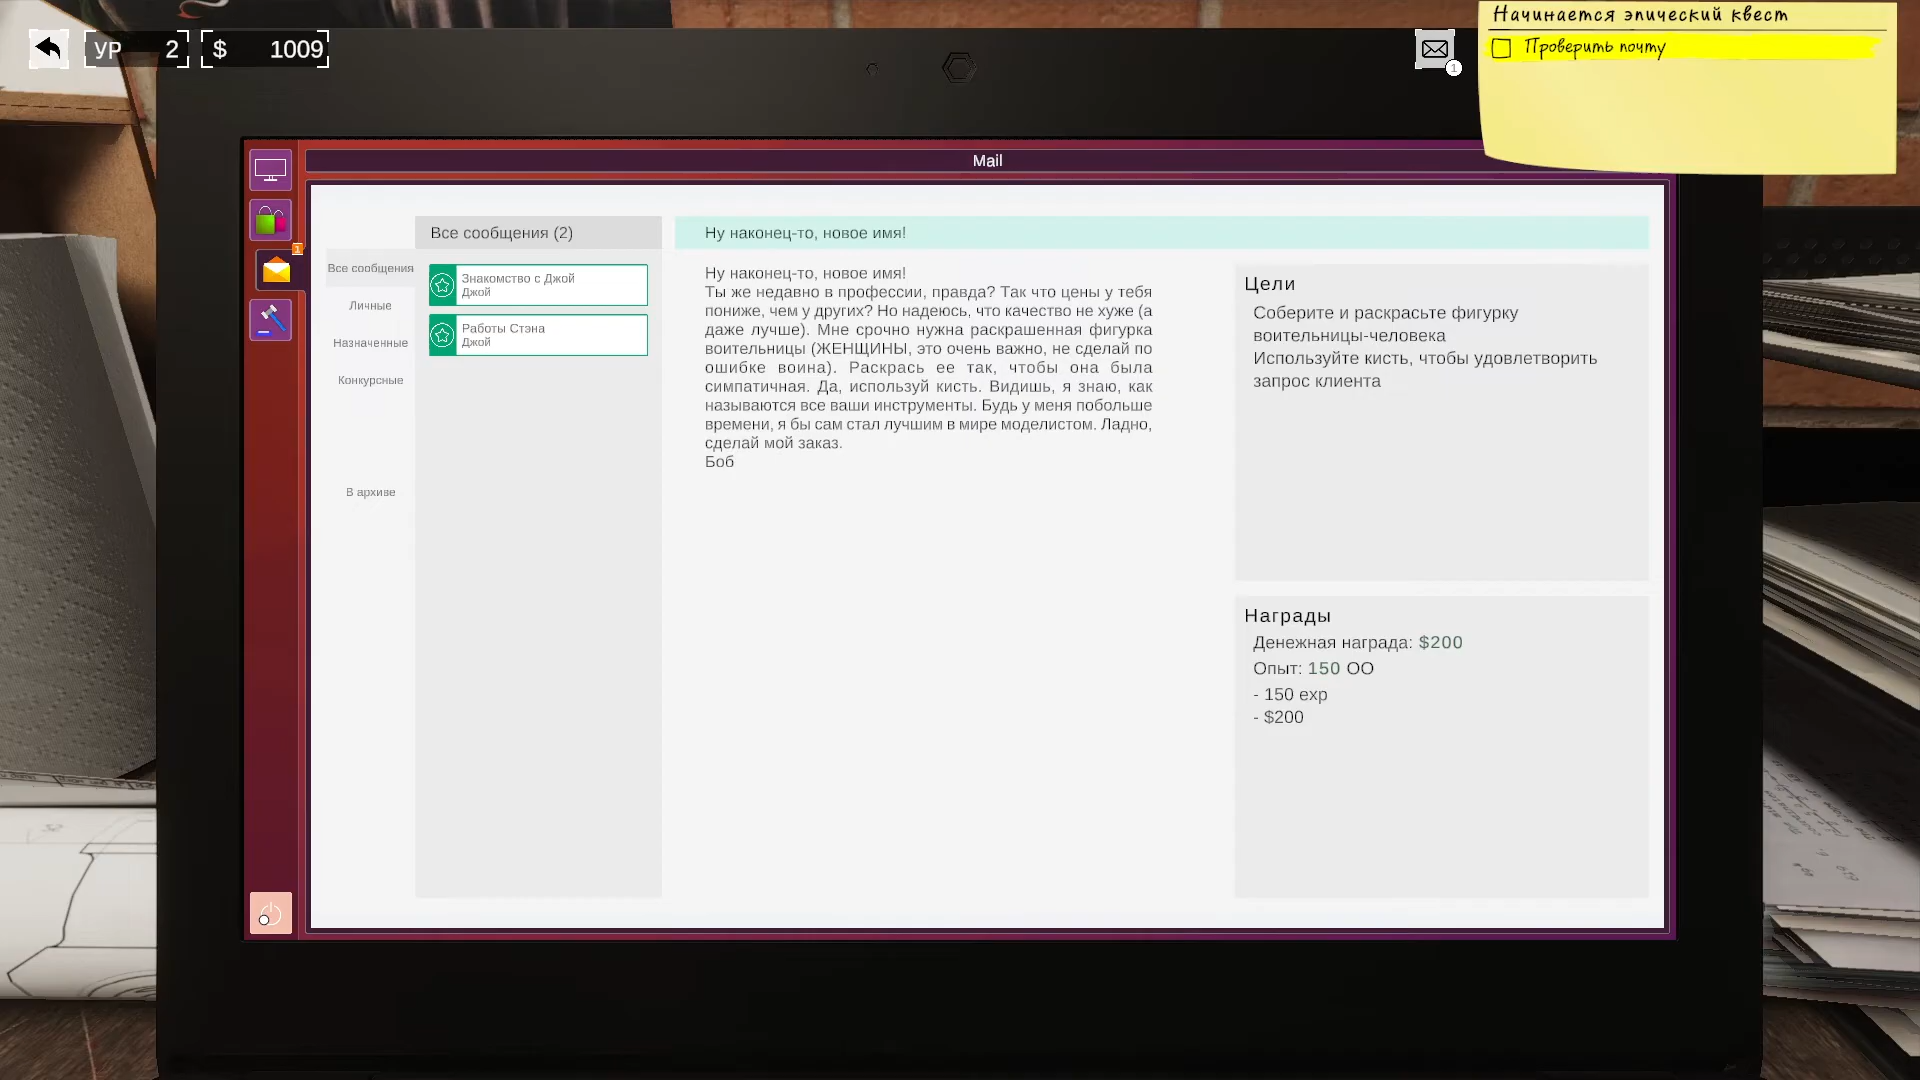 УР 2 $ 1009
1
Начинается эпический квест
Проверить почту
Mail
1
Все сообщения
Личные
Назначенные
Конкурсные
В архиве
Все сообщения (2)
Знакомство с Джой
Джой
Работы Стэна
Джой
Ну наконец-то, новое имя!
Ну наконец-то, новое имя!
Ты же недавно в профессии, правда? Так что цены у тебя
пониже, чем у других? Но надеюсь, что качество не хуже (а
даже лучше). Мне срочно нужна раскрашенная фигурка
воительницы (ЖЕНЩИНЫ, это очень важно, не сделай по
ошибке воина). Раскрась ее так, чтобы она была
симпатичная. Да, используй кисть. Видишь, я знаю, как
называются все ваши инструменты. Будь у меня побольше
времени, я бы сам стал лучшим в мире моделистом. Ладно,
сделай мой заказ.
Боб
Цели
Соберите и раскрасьте фигурку
воительницы-человека
Используйте кисть, чтобы удовлетворить
запрос клиента
Награды
Денежная награда: $200
Опыт: 150 ОО
- 150 exp
- $200